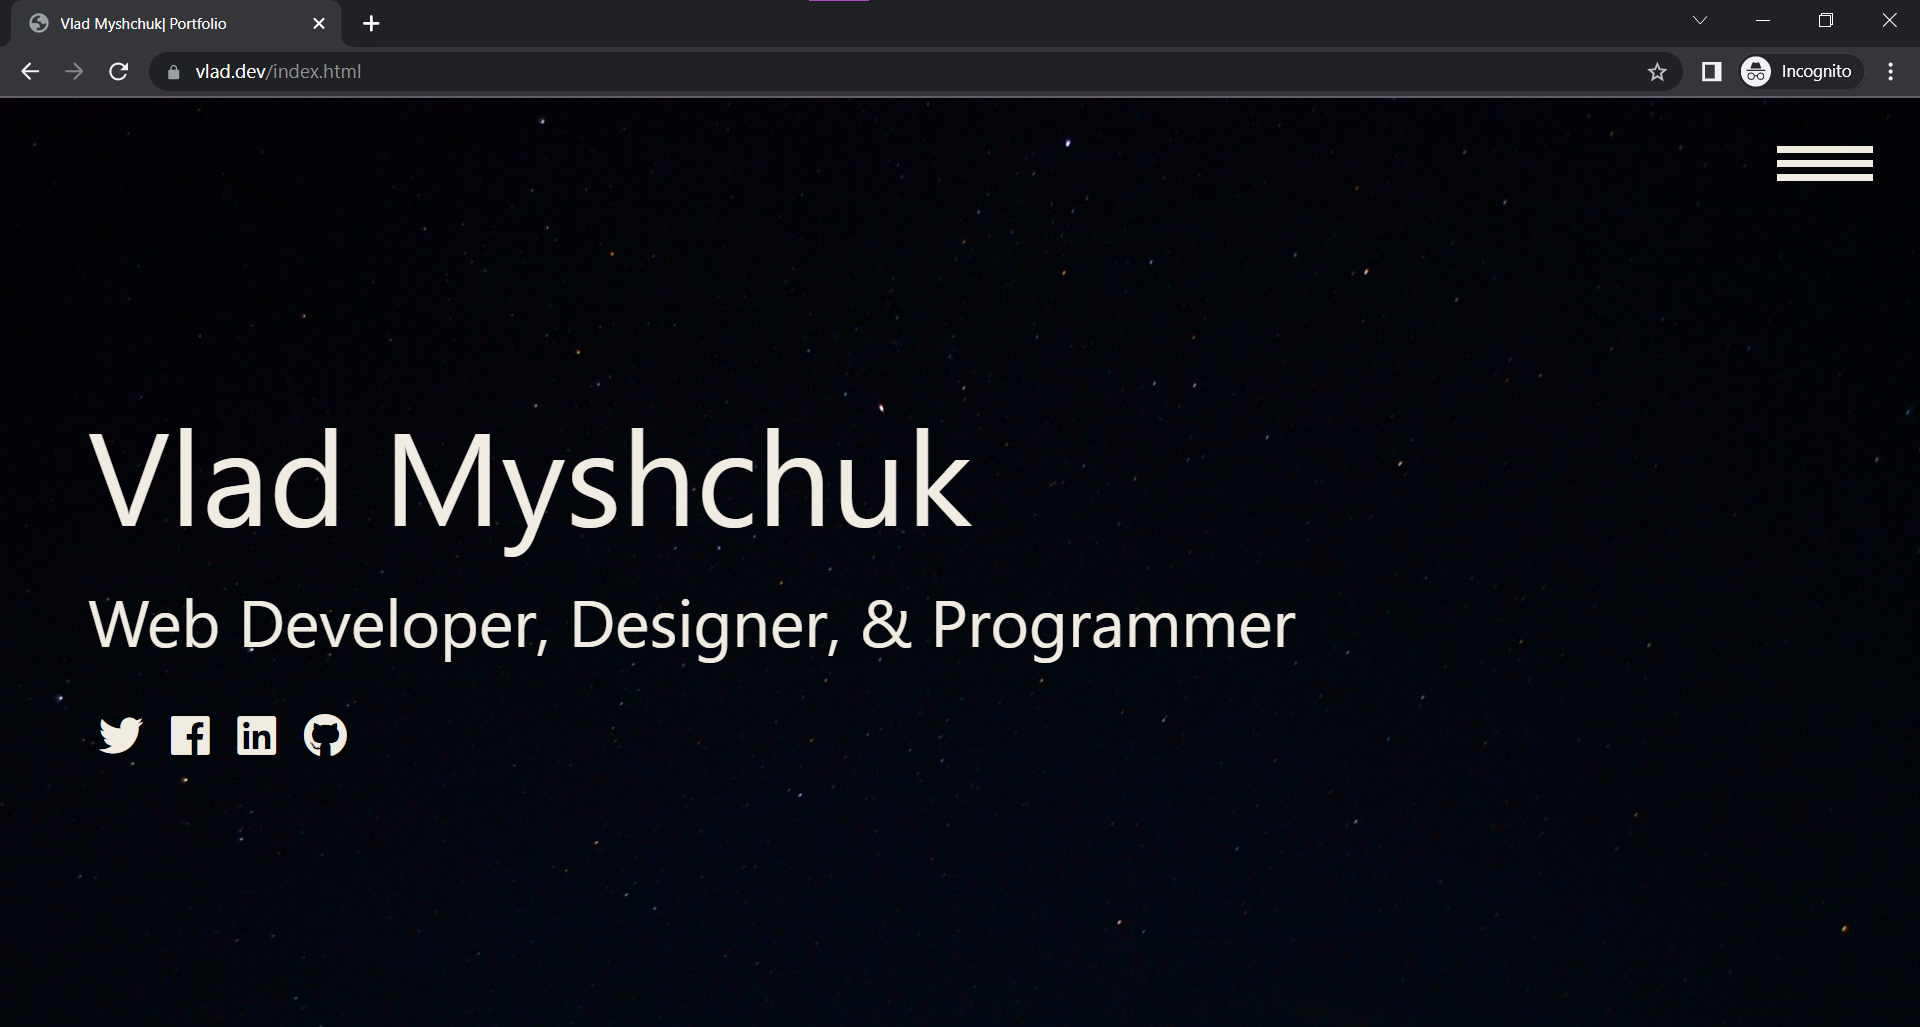 Vlad Myshchuk| Portfolio
vlad.dev/index.html
Incognito
Vlad Myshchuk
Web Developer, Designer, & Programmer